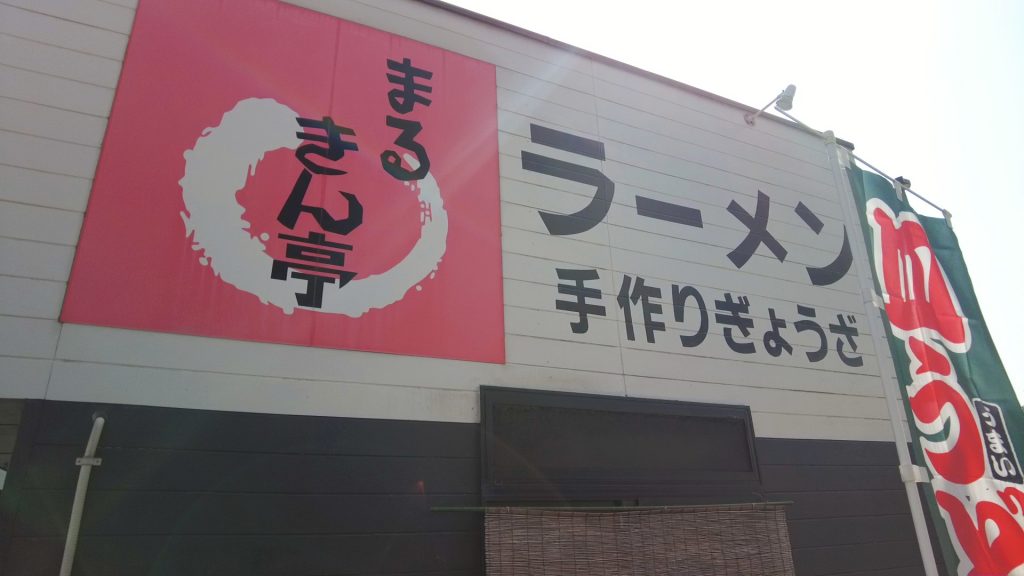 まる
きん亭
ラーメン
手作りぎょうざ